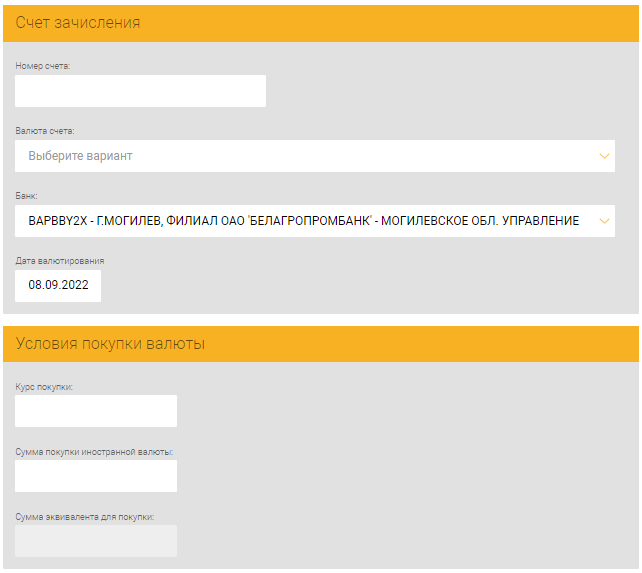 Счет зачисления
Номер счета:
Валюта счета:
Выберите вариант
Банк:
BAPBBY2X - Г.МОГИЛЕВ, ФИЛИАЛ ОАО 'БЕЛАГРОПРОМБАНК' - МОГИЛЕВСКОЕ ОБЛ. УПРАВЛЕНИЕ
Дата валютирования
08.09.2022
Условия покупки валюты
Курс покупки:
Сумма покупки иностранной валюты:
Сумма эквивалента для покупки: